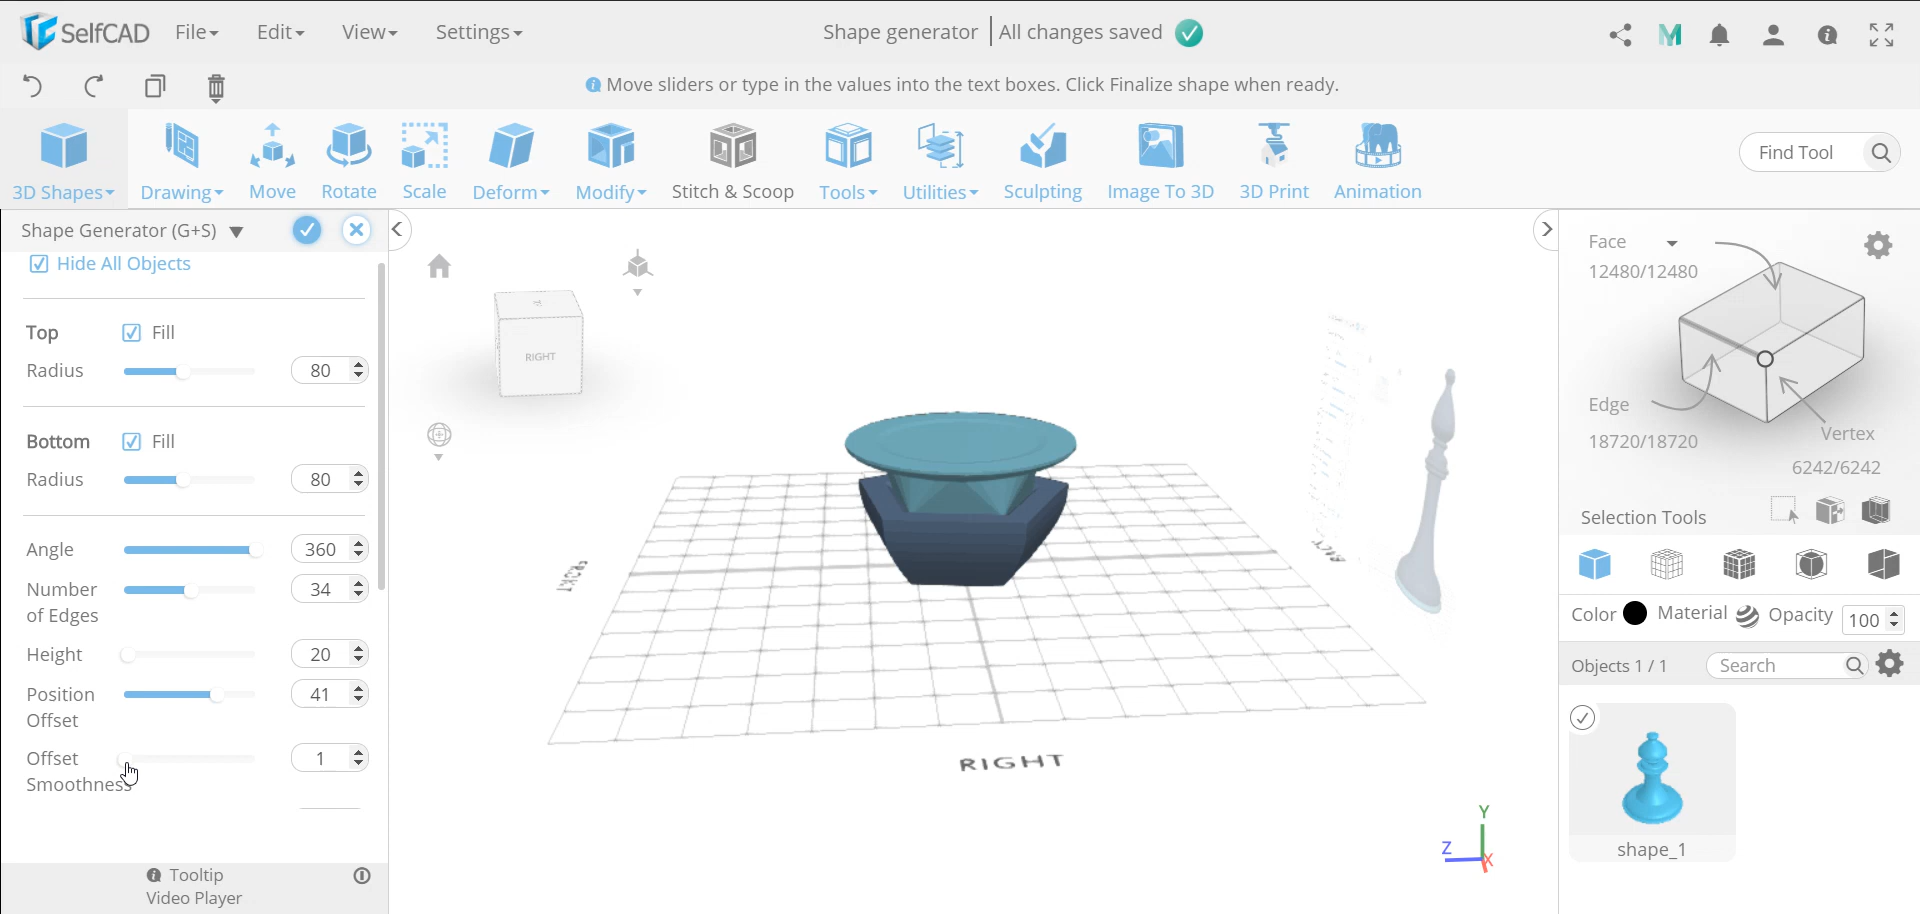 SelfCAD File Edit View Settings Shape generator All changes saved
Move sliders or type in the values into the text boxes. Click Finalize shape when ready.
3D Shapes Drawing Move Rotate Scale Deform Modify Stitch & Scoop Tools Utilities Sculpting Image To 3D 3D Print Animation Find Tool
Shape Generator (G+S)
Hide All Objects
Top Fill
Radius 80
Bottom Fill
Radius 80
Angle 360
Number of Edges 34
Height 20
Position Offset 41
Offset Smoothness 1
Tooltip
Video Player
RIGHT
FRONT
BACK
RIGHT
Y
Z
X
Face
12480/12480
Edge
18720/18720
Vertex
6242/6242
Selection Tools
Color Material Opacity 100
Objects 1 / 1 Search
shape_1